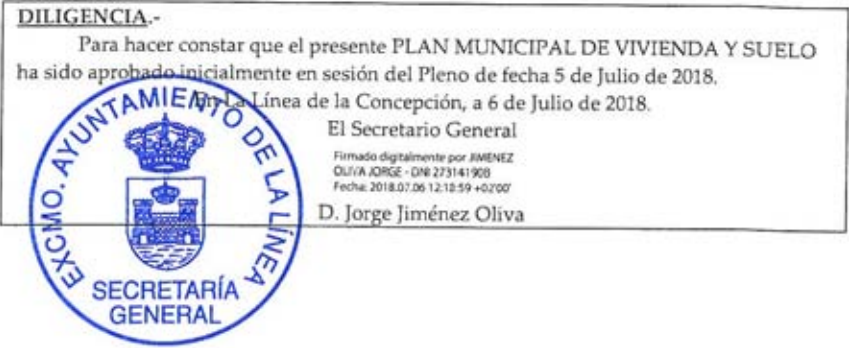 DILIGENCIA.-
Para hacer constar que el presente PLAN MUNICIPAL DE VIVIENDA Y SUELO
ha sido aprobado inicialmente en sesión del Pleno de fecha 5 de Julio de 2018.
En La Línea de la Concepción, a 6 de Julio de 2018.
El Secretario General
Firmado digitalmente por JIMENEZ
OLIVA JORGE - DNI 27314190B
Fecha: 2018.07.06 12:18:59 +02'00'
D. Jorge Jiménez Oliva
EXCMO. AYUNTAMIENTO DE LA LÍNEA
SECRETARÍA
GENERAL